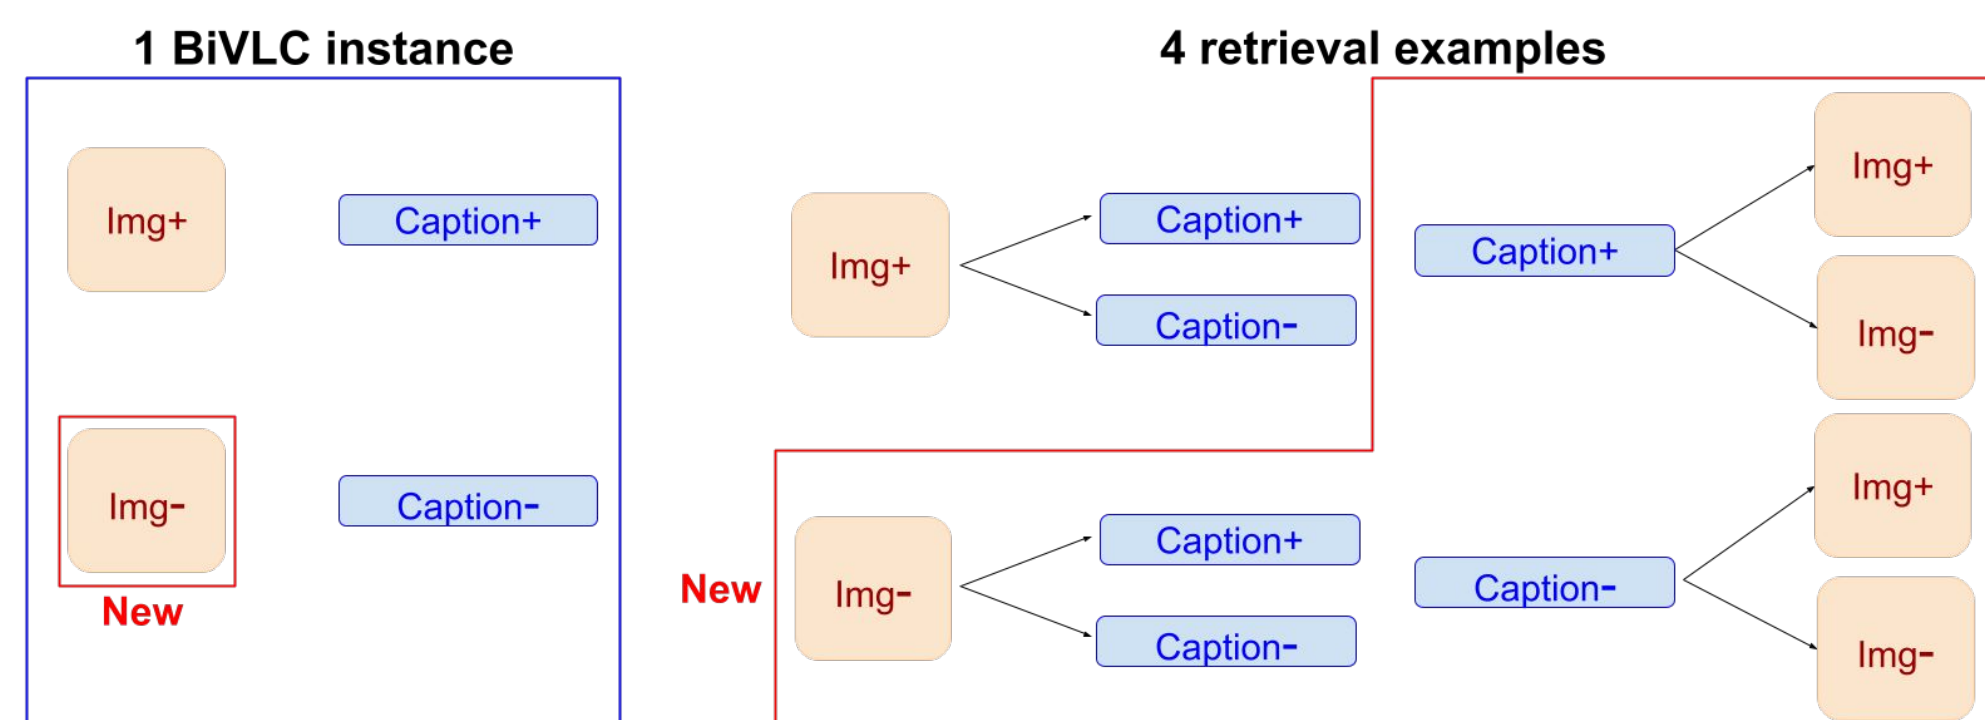 1 BiVLC instance
Img+
Caption+
Img-
Caption-
New
4 retrieval examples
Img+
Caption+
Caption-
Caption+
Img+
Img-
New
Img-
Caption+
Caption-
Caption-
Img+
Img-